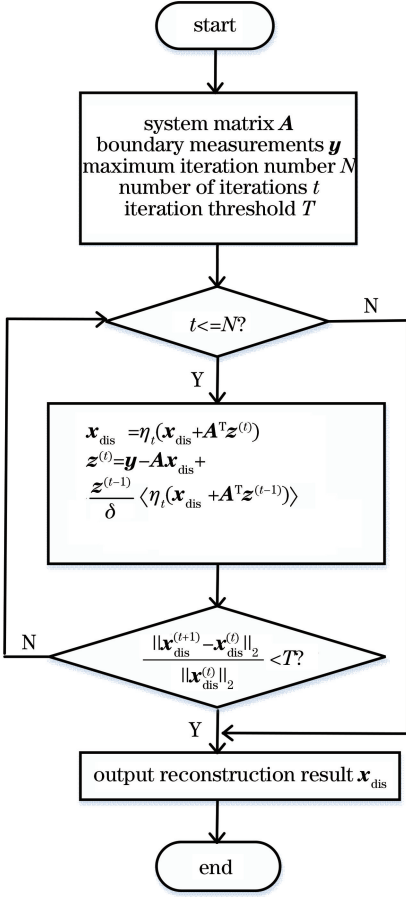 start
system matrix A
boundary measurements y
maximum iteration number N
number of iterations t
iteration threshold T
t<=N?
N
Y
x_dis =η_t(x_dis+A^T z^(t))
z^(t)=y−Ax_dis+
z^(t−1)/δ ⟨η_t(x_dis +A^T z^(t−1))⟩
N
||x_dis^(t+1)−x_dis^(t)||_2 / ||x_dis^(t)||_2 <T?
Y
output reconstruction result x_dis
end